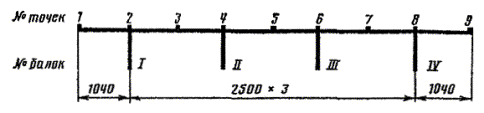 № точек 1 2 3 4 5 6 7 8 9
№ балок I II III IV
1040 2500 × 3 1040